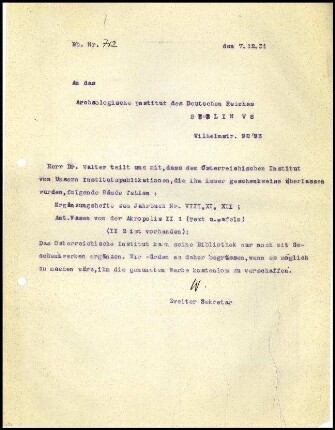 Tb. Nr. 742 den 7.12.31
An das
Archäologische Institut des Deutschen Reiches
BERLIN W8
Wilhelmstr. 92/93
Herr Dr. Walter teilt uns mit, dass dem Österreichischen Institut
von unsern Institutspublikationen, die ihm immer geschenkweise überlassen
wurden, folgende Bände fehlen :
Ergänzungshefte vom Jahrbuch Nr. VIII, XI, XII ;
Ant. Vasen von der Akropolis II 1 (Text u. Tafeln)
(II 2 ist vorhanden);
Das Österreichische Institut kann seine Bibliothek nur noch mit Ge-
schenkwerken ergänzen. Wir würden es daher begrüssen, wenn es möglich
zu machen wäre, ihm die genannten Werke kostenlos zu verschaffen.
W.
Zweiter Sekretar